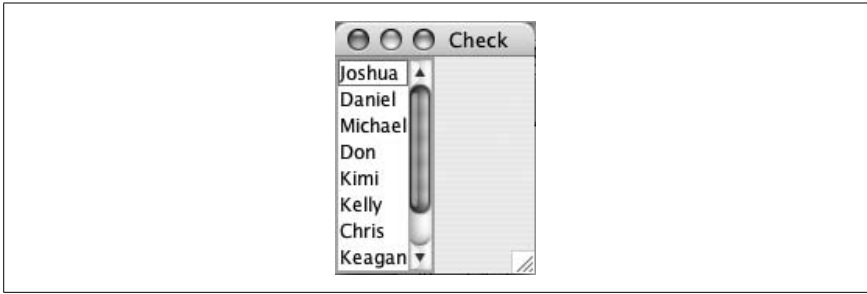 Check
Joshua
Daniel
Michael
Don
Kimi
Kelly
Chris
Keagan